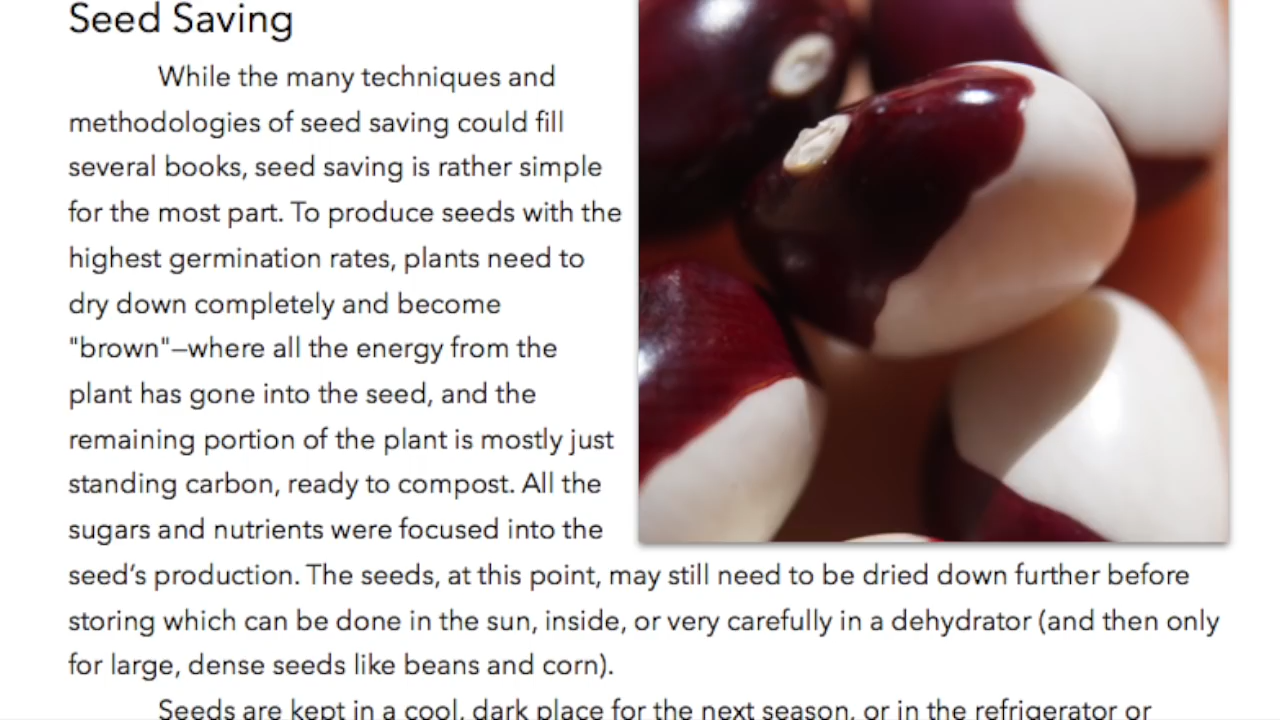 Seed Saving
While the many techniques and
methodologies of seed saving could fill
several books, seed saving is rather simple
for the most part. To produce seeds with the
highest germination rates, plants need to
dry down completely and become
"brown"—where all the energy from the
plant has gone into the seed, and the
remaining portion of the plant is mostly just
standing carbon, ready to compost. All the
sugars and nutrients were focused into the
seed’s production. The seeds, at this point, may still need to be dried down further before
storing which can be done in the sun, inside, or very carefully in a dehydrator (and then only
for large, dense seeds like beans and corn).
Seeds are kept in a cool, dark place for the next season, or in the refrigerator or